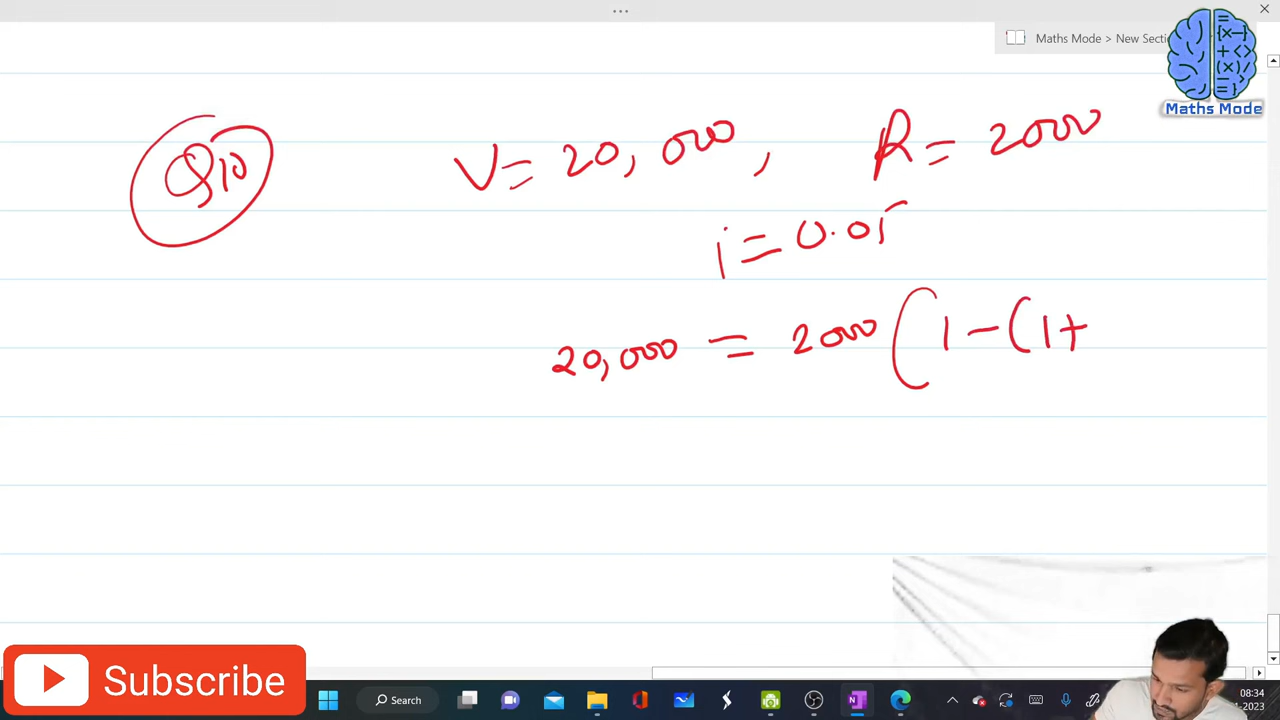 Maths Mode > New Secti
Maths Mode
Q10
V = 20,000, R = 2000
i = 0.05
20,000 = 2000 ( 1 - ( 1 +
Subscribe
Search
08:34
-2023